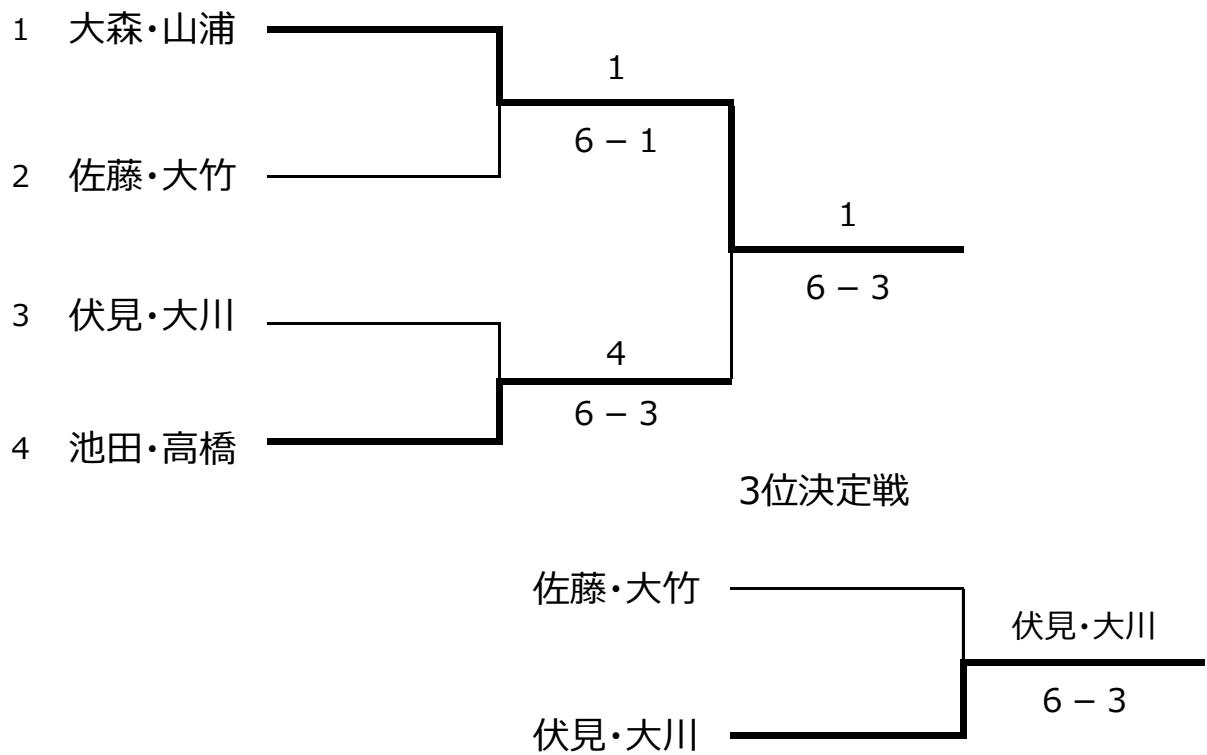 1 大森・山浦
1
6 − 1
2 佐藤・大竹
1
6 − 3
3 伏見・大川
4
6 − 3
4 池田・高橋
3位決定戦
佐藤・大竹
伏見・大川
6 − 3
伏見・大川